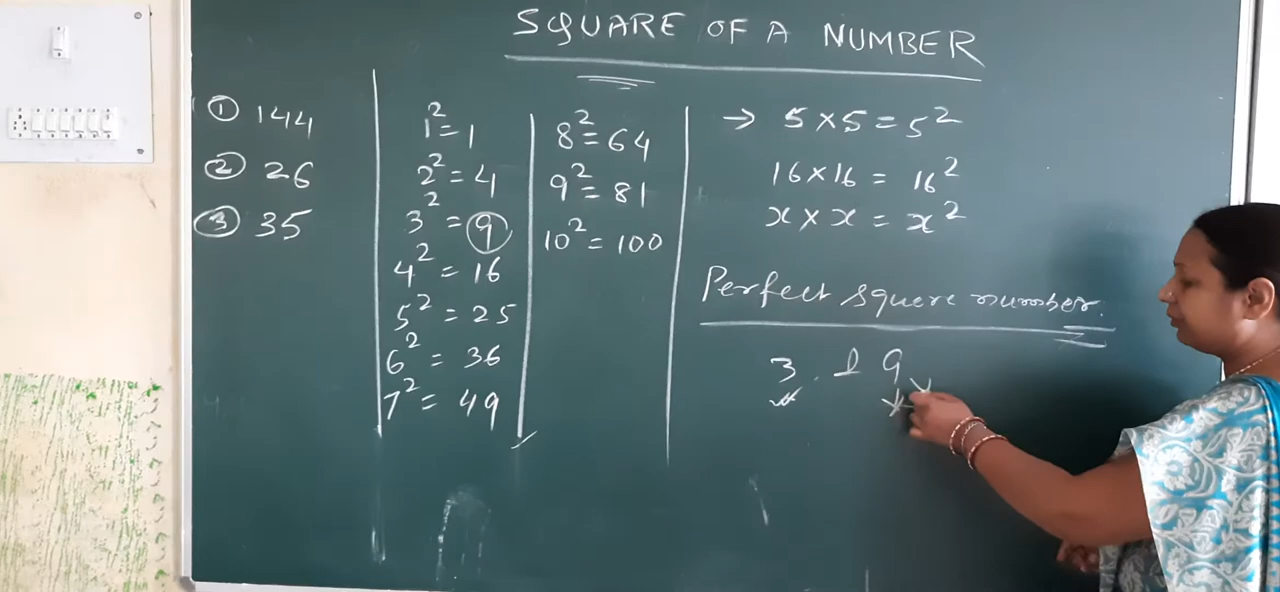 SQUARE OF A NUMBER
① 144
② 26
③ 35
1² = 1
2² = 4
3² = 9
4² = 16
5² = 25
6² = 36
7² = 49
8² = 64
9² = 81
10² = 100
→ 5 × 5 = 5²
16 × 16 = 16²
x × x = x²
Perfect square number.
3. 9